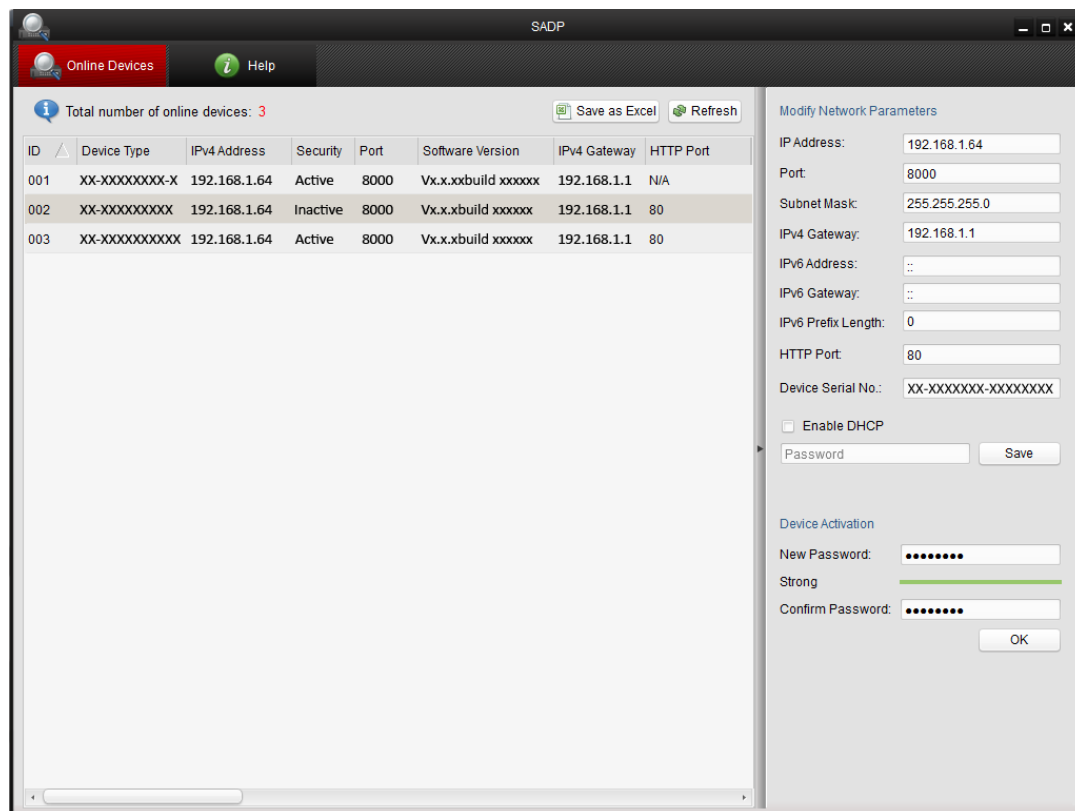 SADP
Online Devices Help
Total number of online devices: 3 Save as Excel Refresh
ID Device Type IPv4 Address Security Port Software Version IPv4 Gateway HTTP Port
001 XX-XXXXXXXX-X 192.168.1.64 Active 8000 Vx.x.xxbuild xxxxxx 192.168.1.1 N/A
002 XX-XXXXXXXXX 192.168.1.64 Inactive 8000 Vx.x.xbuild xxxxxx 192.168.1.1 80
003 XX-XXXXXXXXXX 192.168.1.64 Active 8000 Vx.x.xbuild xxxxxx 192.168.1.1 80
Modify Network Parameters
IP Address: 192.168.1.64
Port: 8000
Subnet Mask: 255.255.255.0
IPv4 Gateway: 192.168.1.1
IPv6 Address: ::
IPv6 Gateway: ::
IPv6 Prefix Length: 0
HTTP Port: 80
Device Serial No.: XX-XXXXXXX-XXXXXXXX
Enable DHCP
Password Save
Device Activation
New Password: ●●●●●●●●
Strong
Confirm Password: ●●●●●●●●
OK